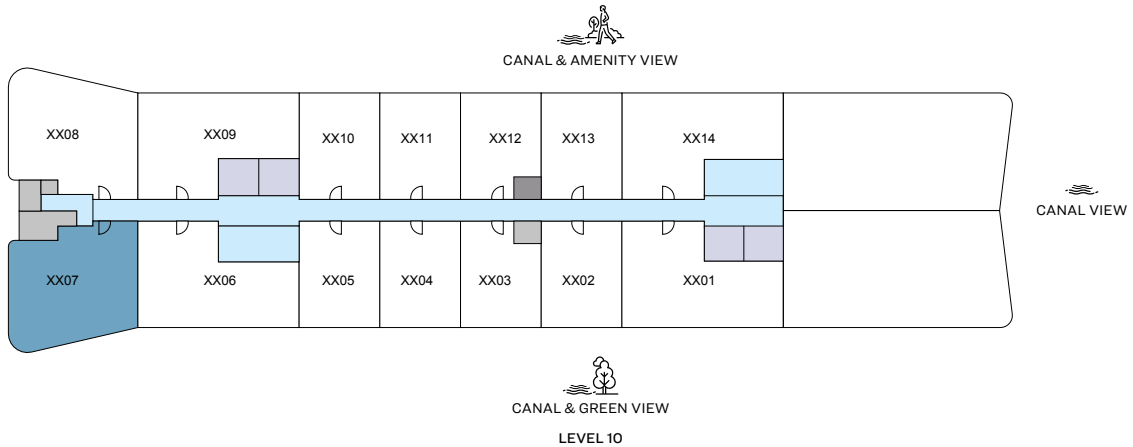 CANAL & AMENITY VIEW
XX08
XX09
XX10
XX11
XX12
XX13
XX14
CANAL VIEW
XX07
XX06
XX05
XX04
XX03
XX02
XX01
CANAL & GREEN VIEW
LEVEL 10